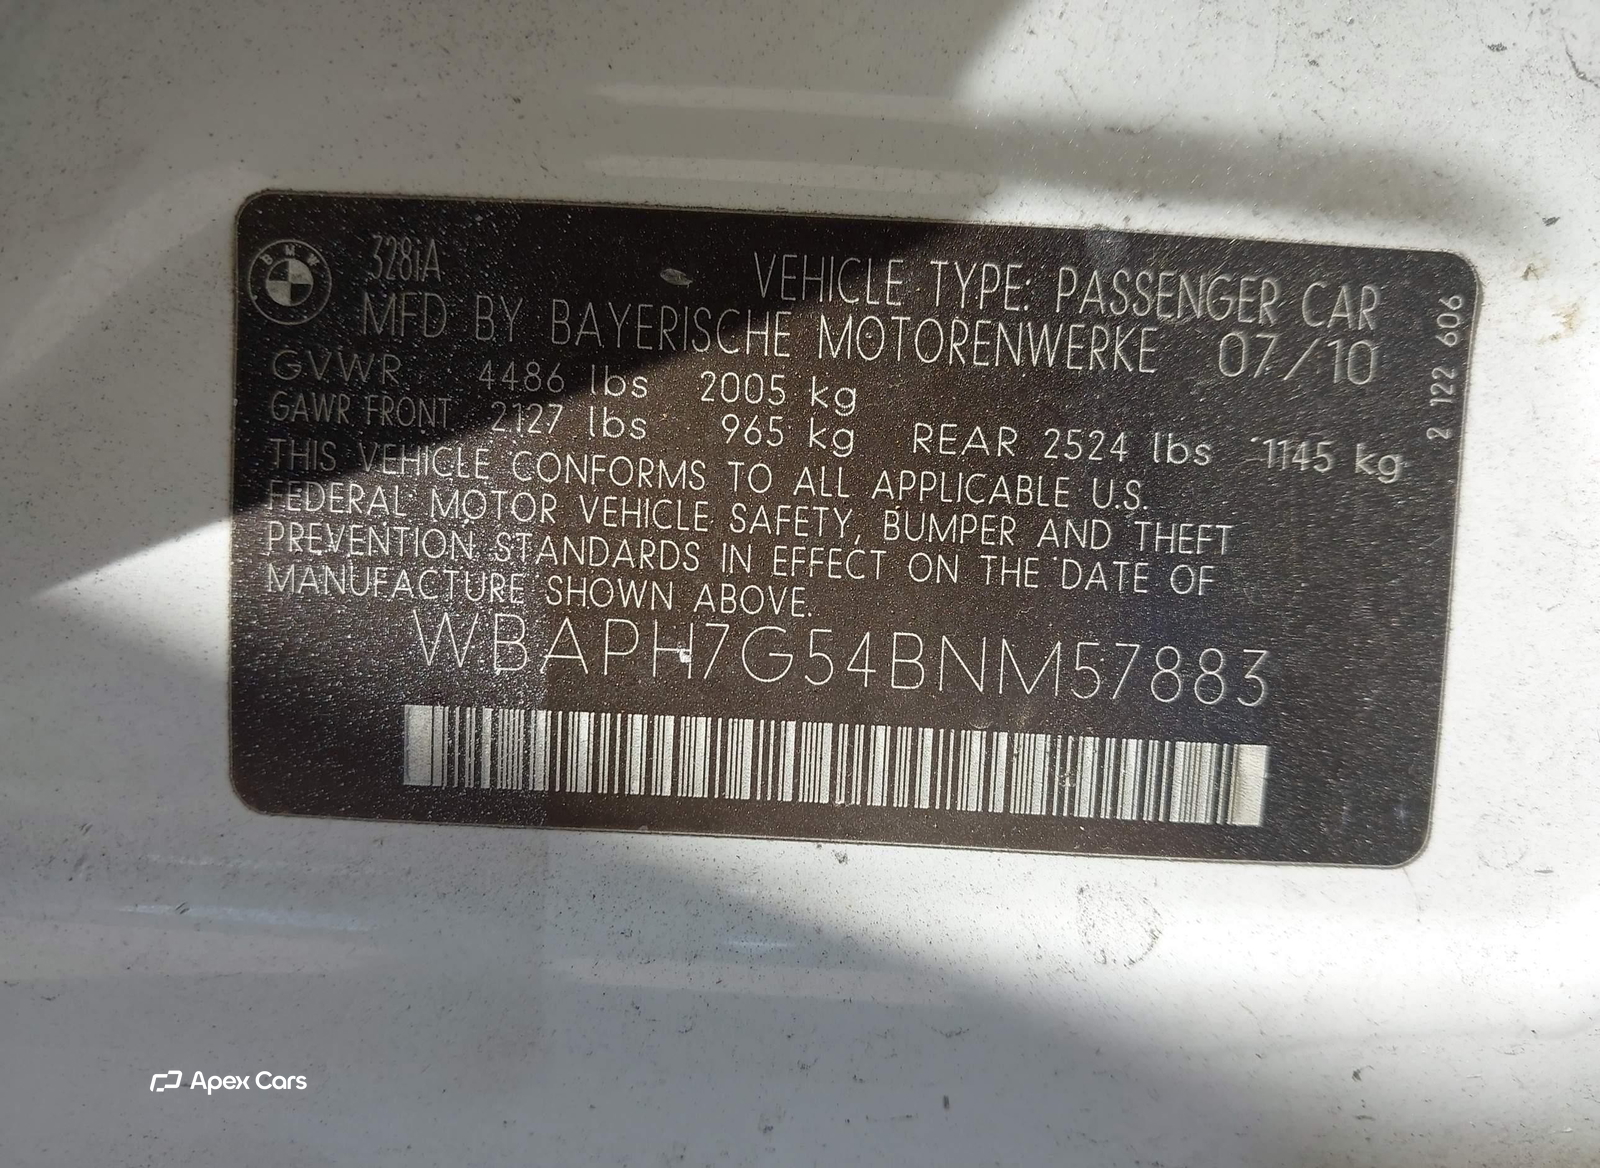 BMW
328iA
VEHICLE TYPE: PASSENGER CAR
MFD BY BAYERISCHE MOTORENWERKE 07/10
GVWR 4486 lbs 2005 kg
GAWR FRONT 2127 lbs 965 kg REAR 2524 lbs 1145 kg
THIS VEHICLE CONFORMS TO ALL APPLICABLE U.S.
FEDERAL MOTOR VEHICLE SAFETY, BUMPER AND THEFT
PREVENTION STANDARDS IN EFFECT ON THE DATE OF
MANUFACTURE SHOWN ABOVE.
WBAPH7G54BNM57883
2 122 606
Apex Cars